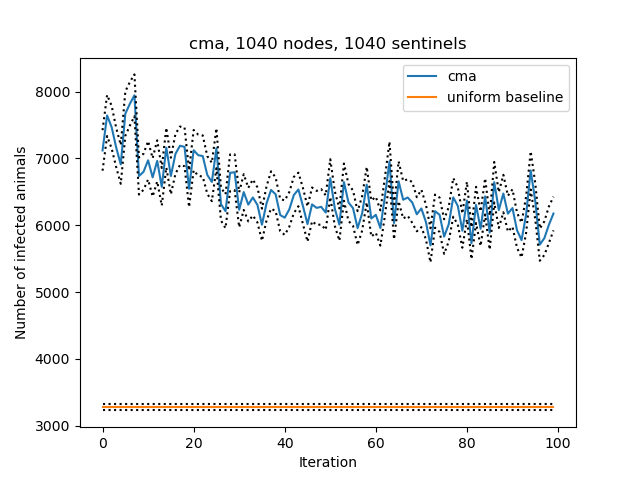 cma, 1040 nodes, 1040 sentinels
cma
uniform baseline
8000
7000
6000
5000
4000
3000
Number of infected animals
0 20 40 60 80 100
Iteration